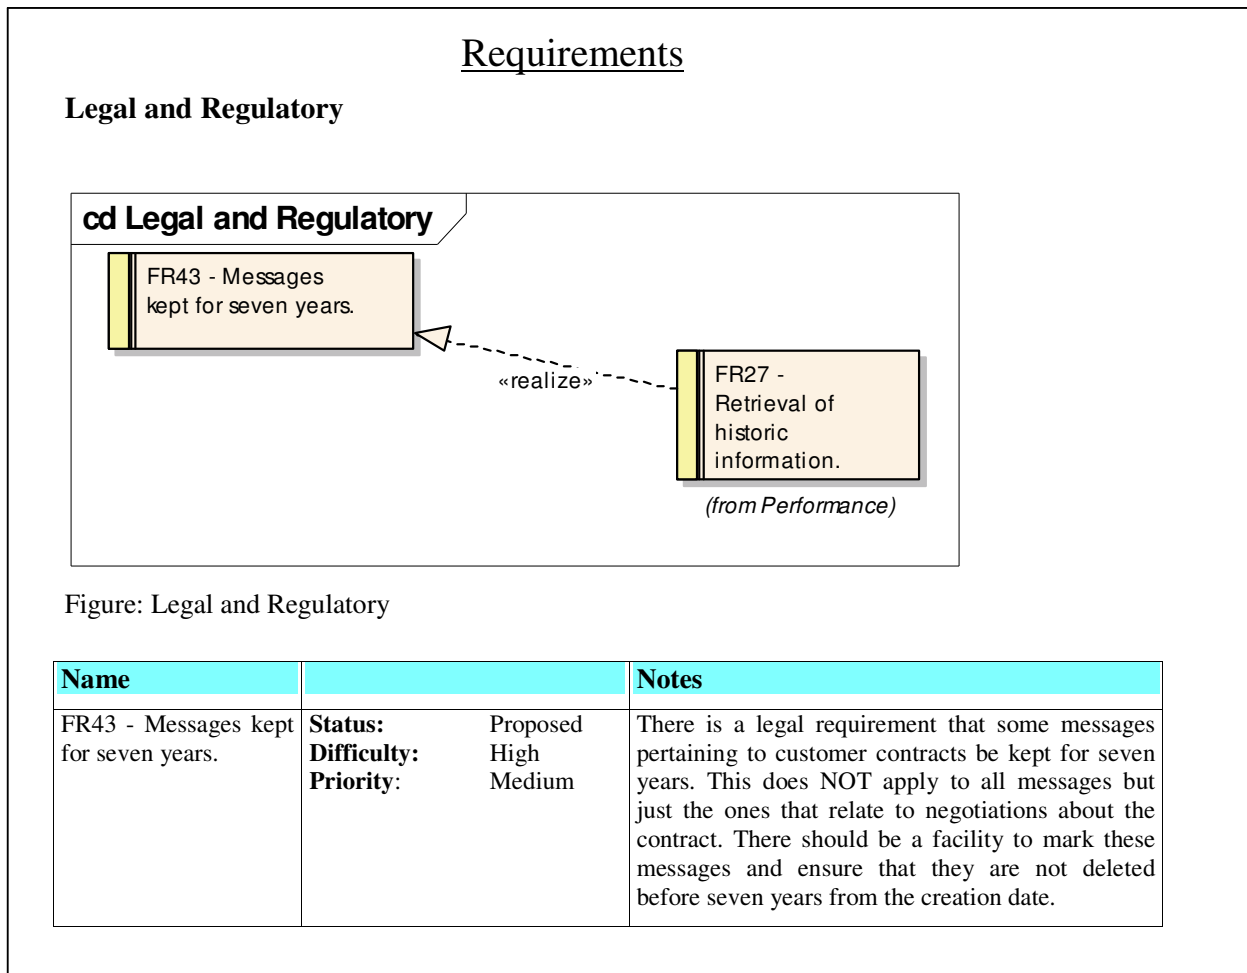 Requirements
Legal and Regulatory
cd Legal and Regulatory
FR43 - Messages
kept for seven years.
«realize»
FR27 -
Retrieval of
historic
information.
(from Performance)
Figure: Legal and Regulatory
Name Notes
FR43 - Messages kept
for seven years.
Status: Proposed
Difficulty: High
Priority: Medium
There is a legal requirement that some messages
pertaining to customer contracts be kept for seven
years. This does NOT apply to all messages but
just the ones that relate to negotiations about the
contract. There should be a facility to mark these
messages and ensure that they are not deleted
before seven years from the creation date.